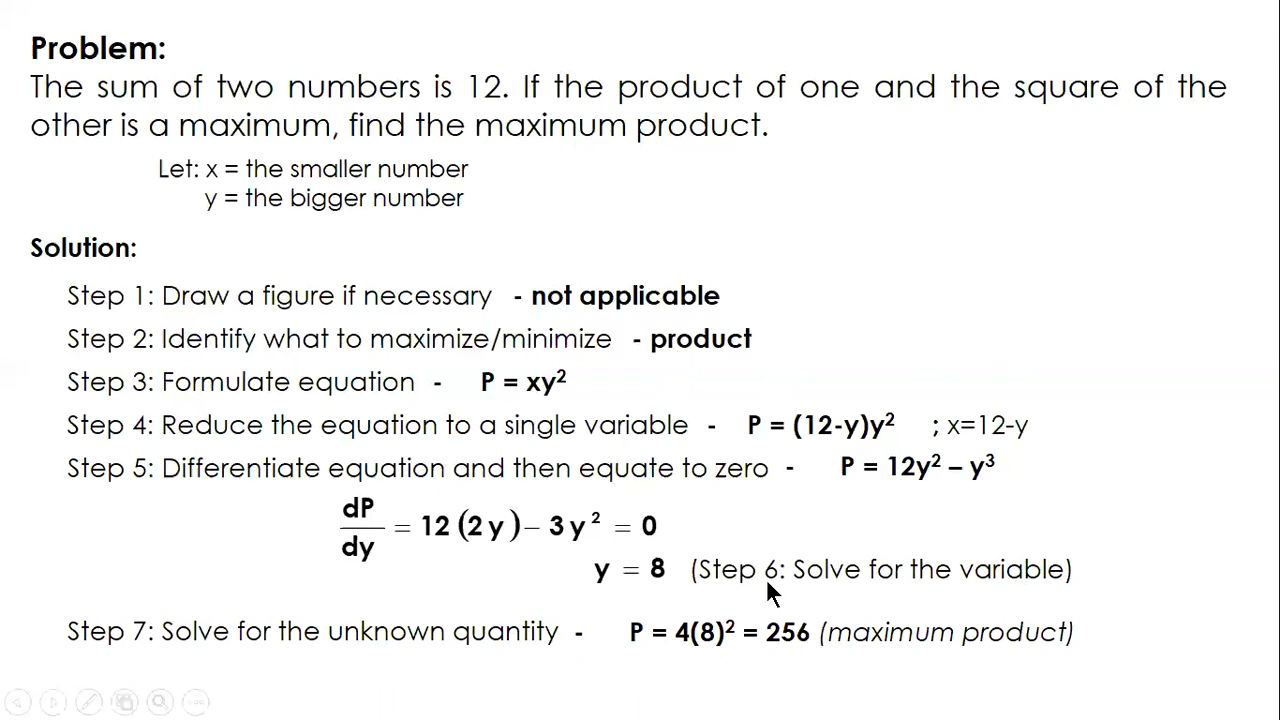 Problem:
The sum of two numbers is 12. If the product of one and the square of the
other is a maximum, find the maximum product.
Let: x = the smaller number
y = the bigger number
Solution:
Step 1: Draw a figure if necessary - not applicable
Step 2: Identify what to maximize/minimize - product
Step 3: Formulate equation - P = xy²
Step 4: Reduce the equation to a single variable - P = (12-y)y² ; x=12-y
Step 5: Differentiate equation and then equate to zero - P = 12y² – y³
dP/dy = 12(2y) – 3y² = 0
y = 8 (Step 6: Solve for the variable)
Step 7: Solve for the unknown quantity - P = 4(8)² = 256 (maximum product)